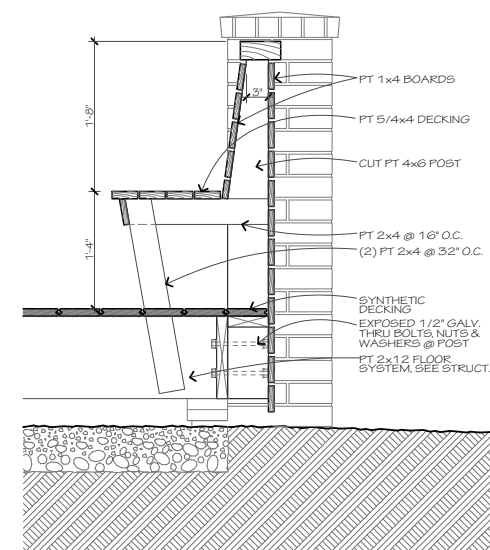 1'-8"
3"
PT 1x4 BOARDS
PT 5/4x4 DECKING
CUT PT 4x6 POST
1'-4"
PT 2x4 @ 16" O.C.
(2) PT 2x4 @ 32" O.C.
SYNTHETIC
DECKING
EXPOSED 1/2" GALV.
THRU BOLTS, NUTS &
WASHERS @ POST
PT 2x12 FLOOR
SYSTEM, SEE STRUCT.